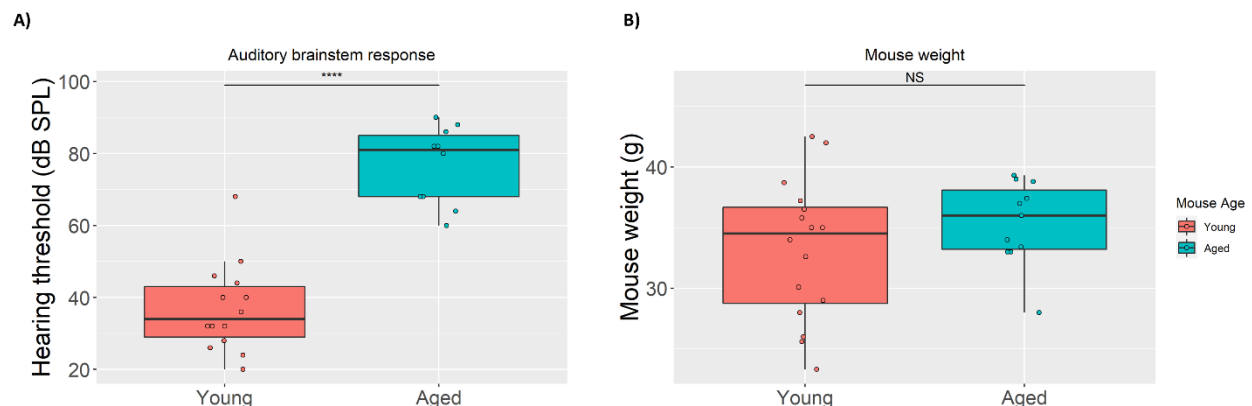 A)
Auditory brainstem response
****
Hearing threshold (dB SPL)
100
80
60
40
20
Young
Aged
B)
Mouse weight
NS
Mouse weight (g)
40
30
Young
Aged
Mouse Age
Young
Aged